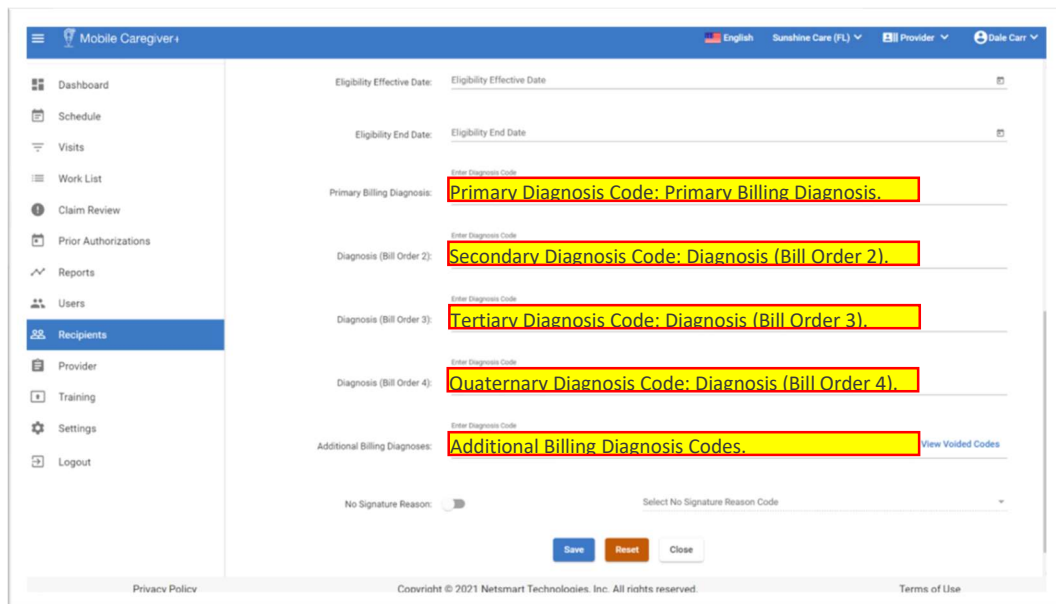 Mobile Caregiver+
English Sunshine Care (FL) Provider Dale Carr
Dashboard
Schedule
Visits
Work List
Claim Review
Prior Authorizations
Reports
Users
Recipients
Provider
Training
Settings
Logout
Eligibility Effective Date: Eligibility Effective Date
Eligibility End Date: Eligibility End Date
Enter Diagnosis Code
Primary Billing Diagnosis: Primary Diagnosis Code: Primary Billing Diagnosis.
Enter Diagnosis Code
Diagnosis (Bill Order 2): Secondary Diagnosis Code: Diagnosis (Bill Order 2).
Enter Diagnosis Code
Diagnosis (Bill Order 3): Tertiary Diagnosis Code: Diagnosis (Bill Order 3).
Enter Diagnosis Code
Diagnosis (Bill Order 4): Quaternary Diagnosis Code: Diagnosis (Bill Order 4).
Enter Diagnosis Code
Additional Billing Diagnoses: Additional Billing Diagnosis Codes. View Voided Codes
No Signature Reason: Select No Signature Reason Code
Save Reset Close
Privacy Policy Copyright © 2021 Netsmart Technologies, Inc. All rights reserved. Terms of Use